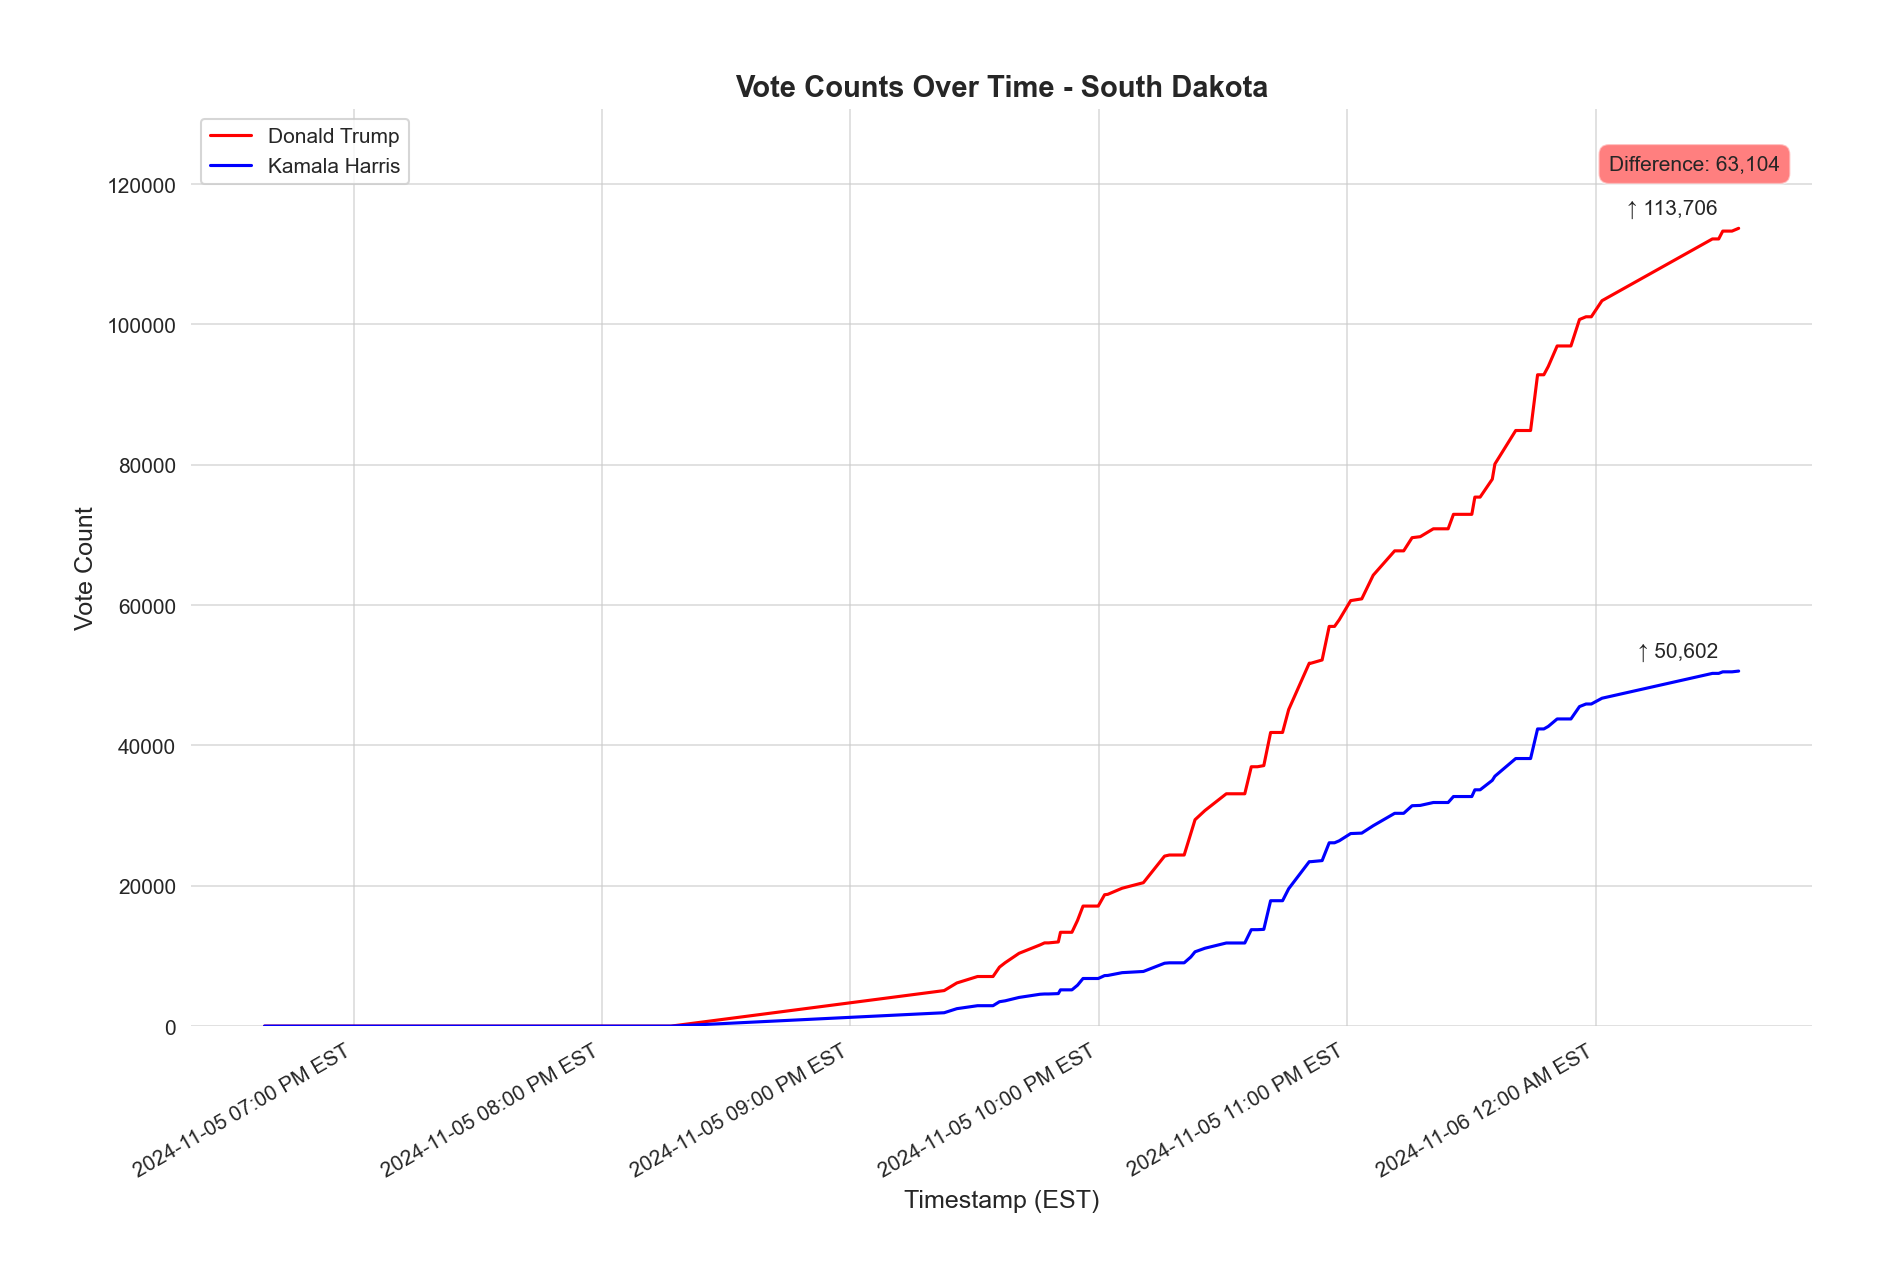 Vote Counts Over Time - South Dakota
Donald Trump
Kamala Harris
Difference: 63,104
↑ 113,706
↑ 50,602
Vote Count
120000
100000
80000
60000
40000
20000
0
2024-11-05 07:00 PM EST
2024-11-05 08:00 PM EST
2024-11-05 09:00 PM EST
2024-11-05 10:00 PM EST
2024-11-05 11:00 PM EST
2024-11-06 12:00 AM EST
Timestamp (EST)